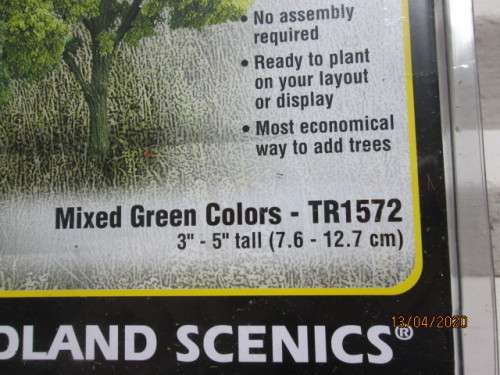 • No assembly
required
• Ready to plant
on your layout
or display
• Most economical
way to add trees
Mixed Green Colors - TR1572
3" - 5" tall (7.6 - 12.7 cm)
DLAND SCENICS®
13/04/2020